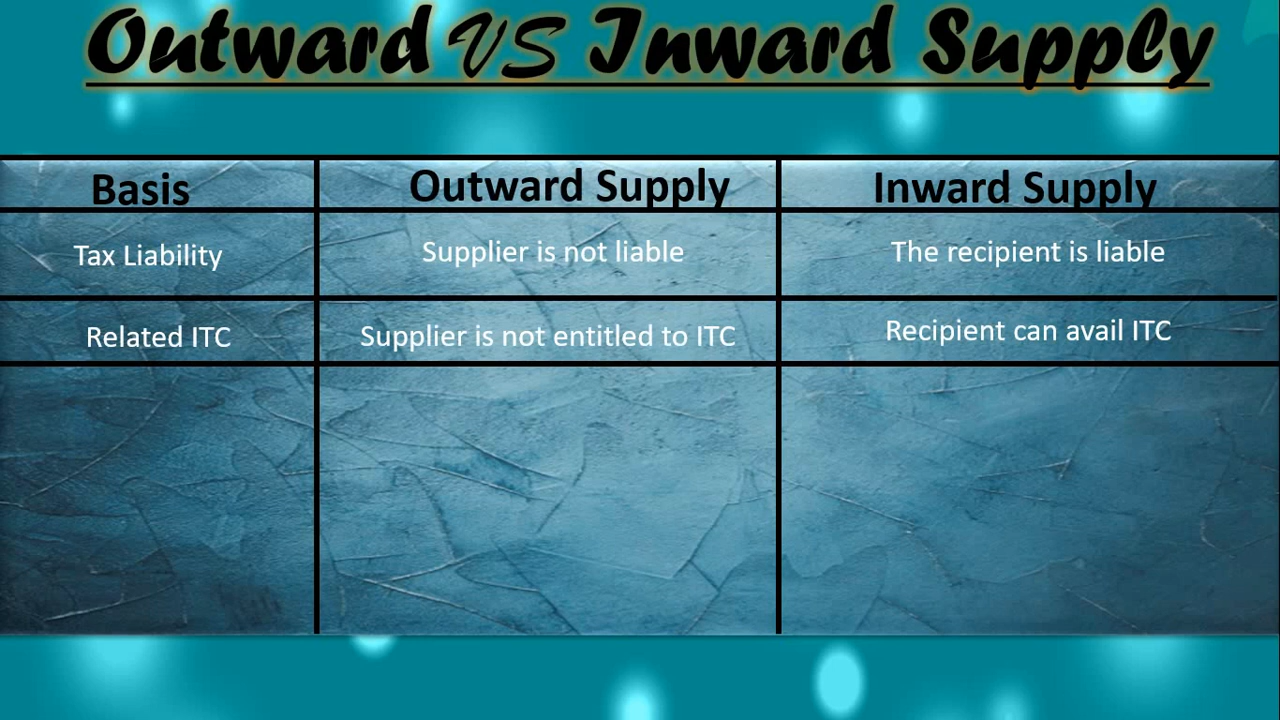 Outward VS Inward Supply
Basis Outward Supply Inward Supply
Tax Liability Supplier is not liable The recipient is liable
Related ITC Supplier is not entitled to ITC Recipient can avail ITC